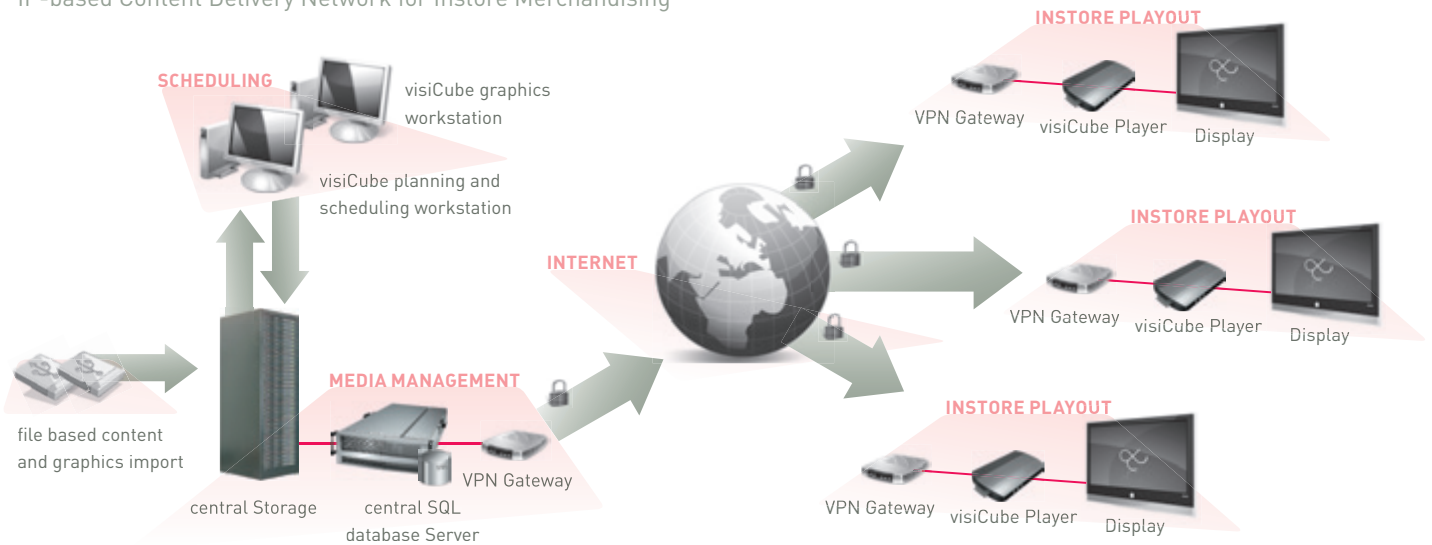 IP-based Content Delivery Network for Instore Merchandising
SCHEDULING
visiCube graphics
workstation
visiCube planning and
scheduling workstation
file based content
and graphics import
central Storage
MEDIA MANAGEMENT
central SQL
database Server
VPN Gateway
INTERNET
INSTORE PLAYOUT
VPN Gateway
visiCube Player
Display
INSTORE PLAYOUT
VPN Gateway
visiCube Player
Display
INSTORE PLAYOUT
VPN Gateway
visiCube Player
Display